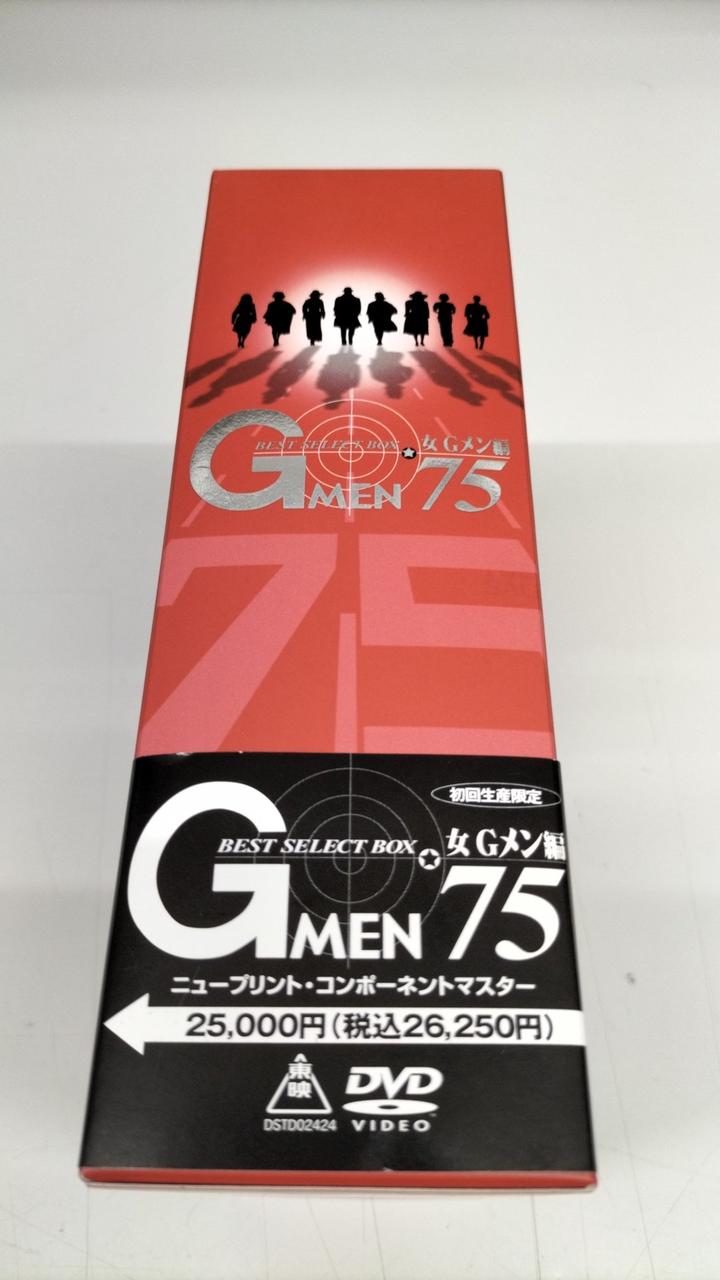 BEST SELECT BOX 女Gメン編
G MEN★75
75
初回生産限定
BEST SELECT BOX 女Gメン編
G MEN★75
ニュープリント・コンポーネントマスター
25,000円(税込26,250円)
東映
DVD
VIDEO
DSTD02424